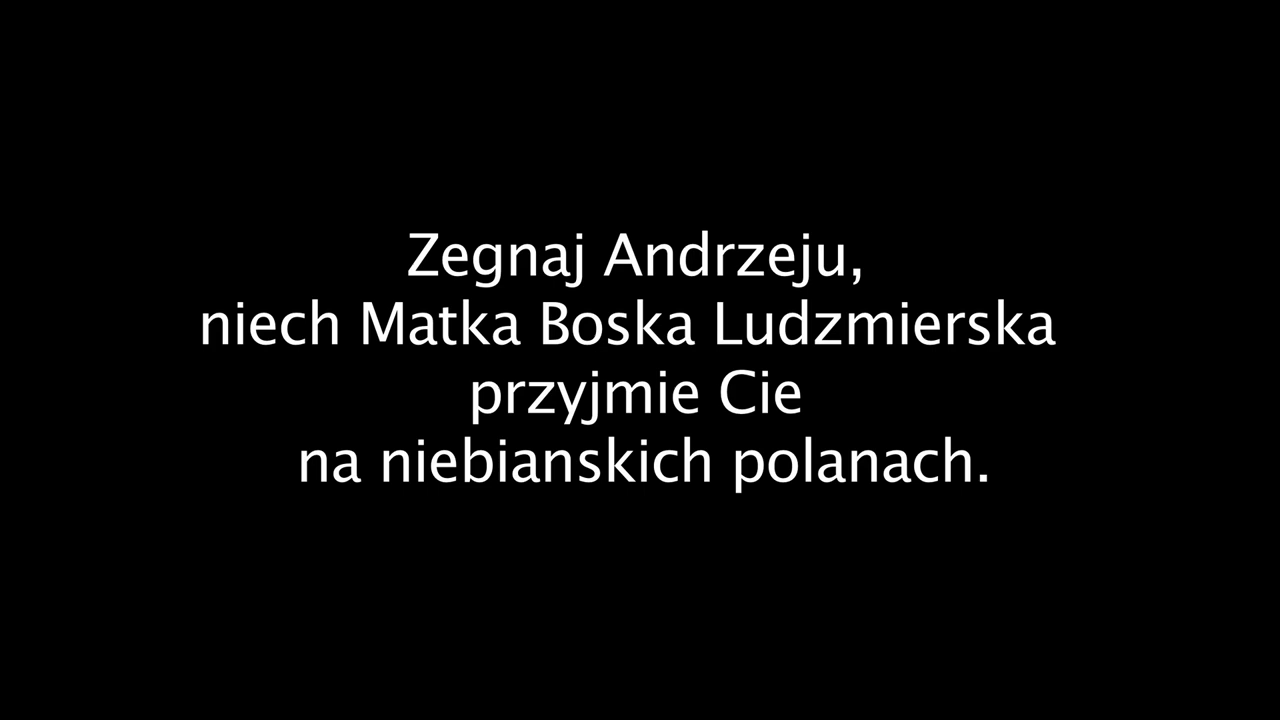 Zegnaj Andrzeju,
niech Matka Boska Ludzmierska
przyjmie Cie
na niebianskich polanach.